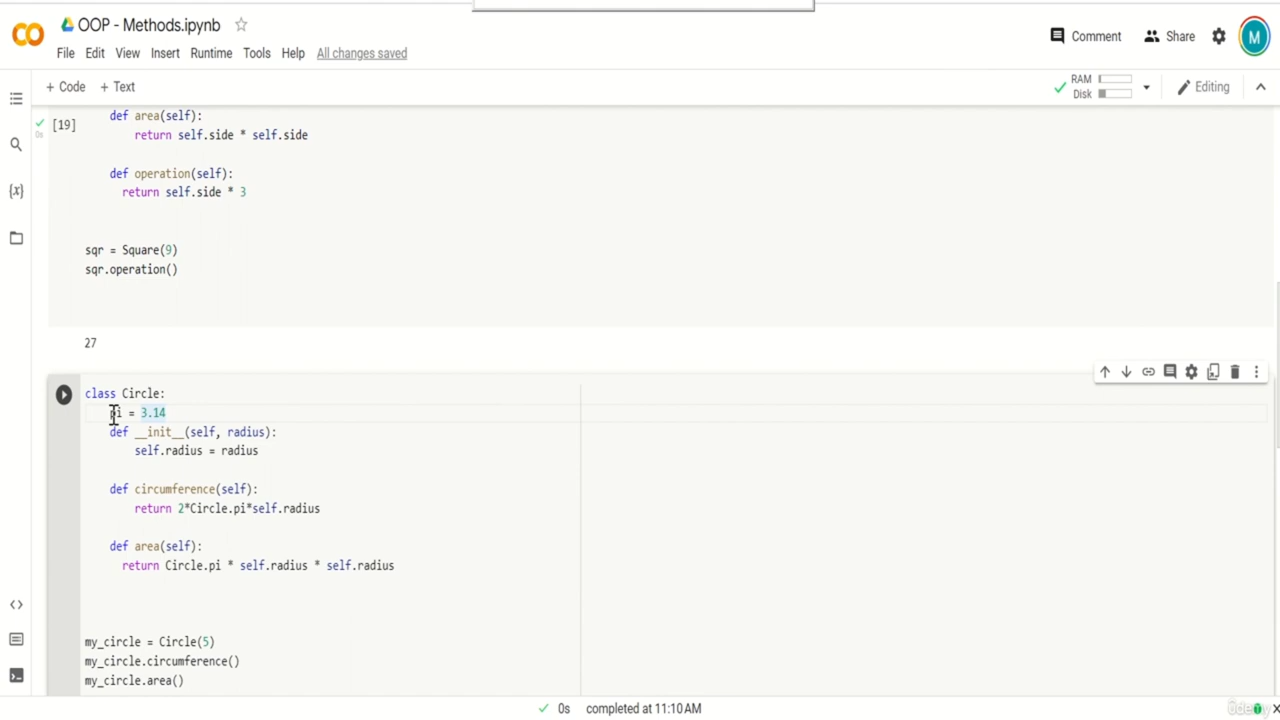 OOP - Methods.ipynb
Comment
Share
M
File Edit View Insert Runtime Tools Help All changes saved
+ Code + Text
RAM
Disk
Editing
[19]
0s
def area(self):
return self.side * self.side
def operation(self):
return self.side * 3
sqr = Square(9)
sqr.operation()
27
class Circle:
pi = 3.14
def __init__(self, radius):
self.radius = radius
def circumference(self):
return 2*Circle.pi*self.radius
def area(self):
return Circle.pi * self.radius * self.radius
my_circle = Circle(5)
my_circle.circumference()
my_circle.area()
0s completed at 11:10 AM